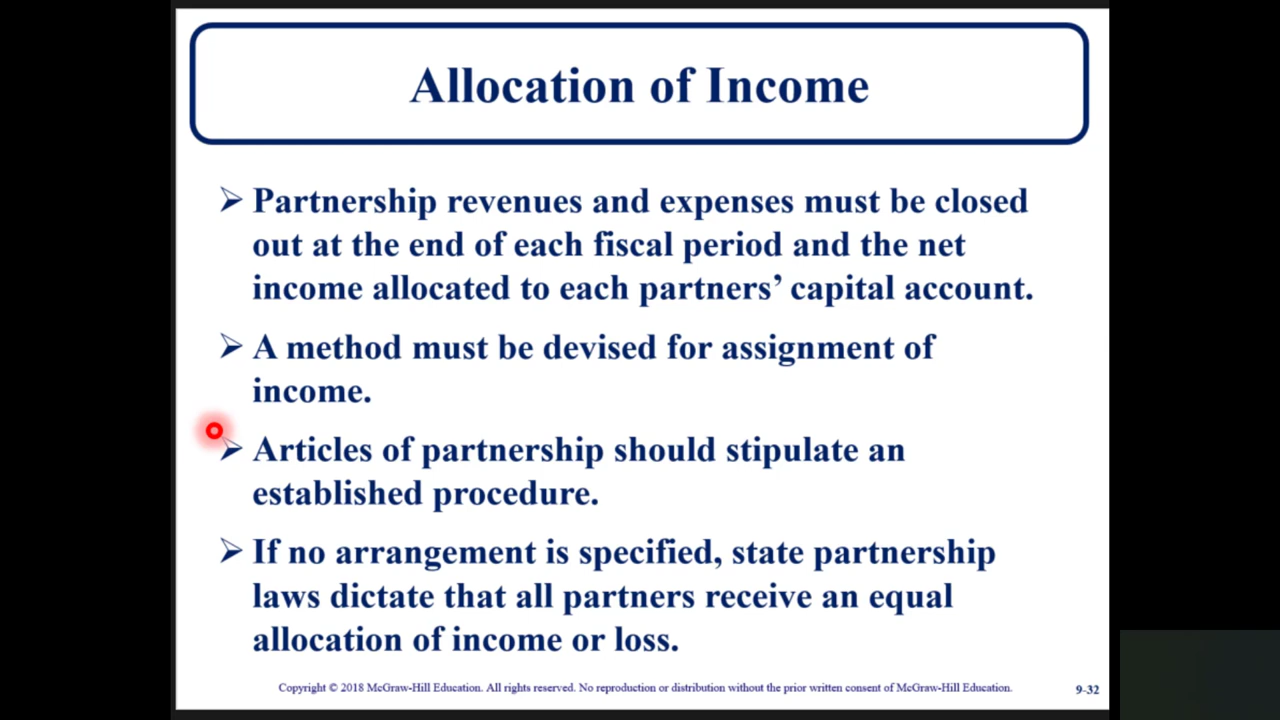 Allocation of Income
➢ Partnership revenues and expenses must be closed
out at the end of each fiscal period and the net
income allocated to each partners’ capital account.
➢ A method must be devised for assignment of
income.
➢ Articles of partnership should stipulate an
established procedure.
➢ If no arrangement is specified, state partnership
laws dictate that all partners receive an equal
allocation of income or loss.
Copyright © 2018 McGraw-Hill Education. All rights reserved. No reproduction or distribution without the prior written consent of McGraw-Hill Education.
9-32